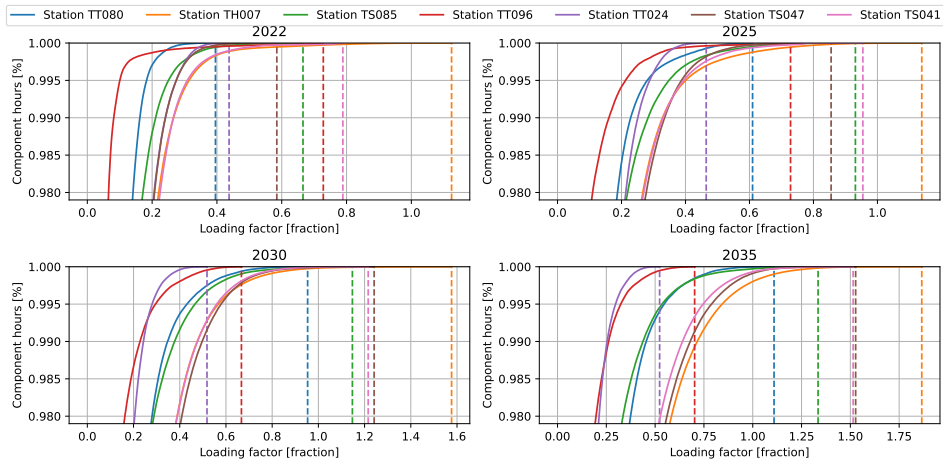 Station TT080 Station TH007 Station TS085 Station TT096 Station TT024 Station TS047 Station TS041
2022
1.000
0.995
0.990
0.985
0.980
Component hours [%]
0.0 0.2 0.4 0.6 0.8 1.0
Loading factor [fraction]
2025
1.000
0.995
0.990
0.985
0.980
Component hours [%]
0.0 0.2 0.4 0.6 0.8 1.0
Loading factor [fraction]
2030
1.000
0.995
0.990
0.985
0.980
Component hours [%]
0.0 0.2 0.4 0.6 0.8 1.0 1.2 1.4 1.6
Loading factor [fraction]
2035
1.000
0.995
0.990
0.985
0.980
Component hours [%]
0.00 0.25 0.50 0.75 1.00 1.25 1.50 1.75
Loading factor [fraction]